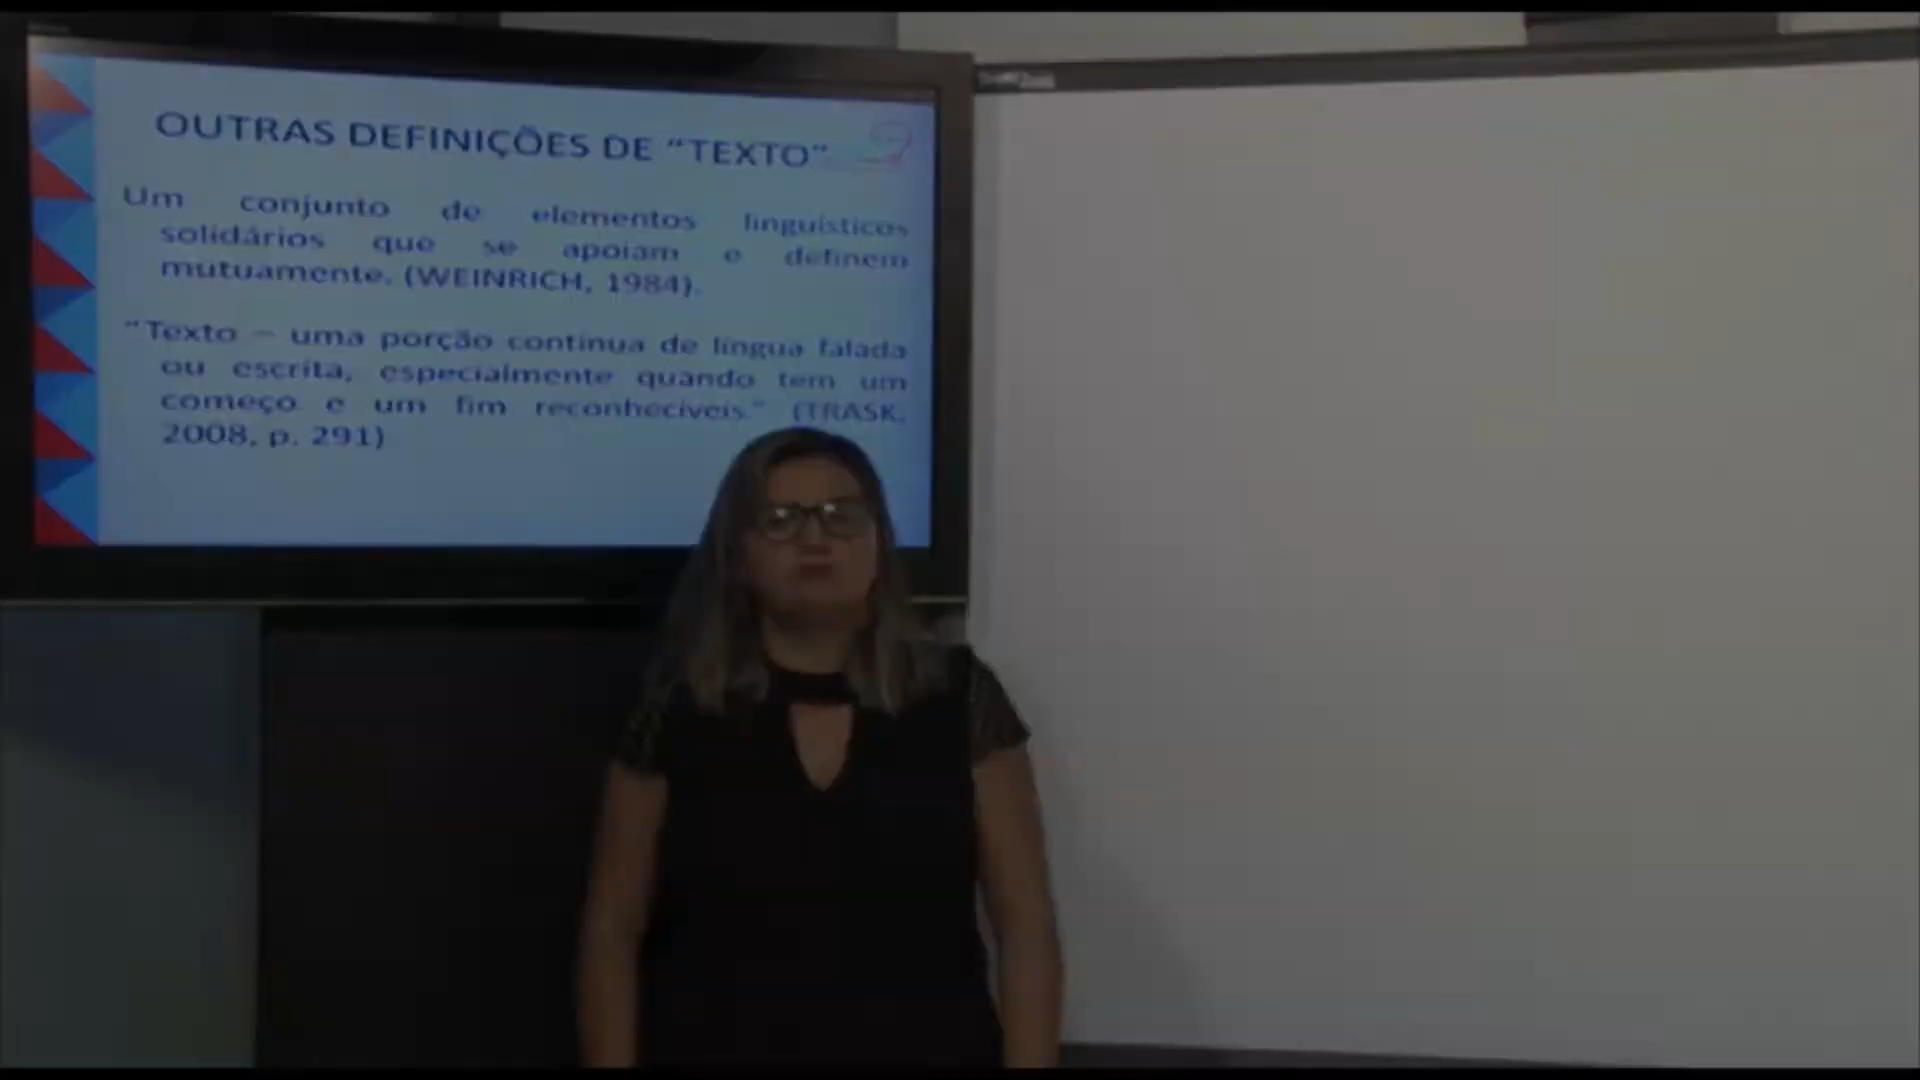 OUTRAS DEFINIÇÕES DE “TEXTO”
Um conjunto de elementos linguísticos
solidários que se apoiam e definem
mutuamente. (WEINRICH, 1984).
“Texto – uma porção contínua de língua falada
ou escrita, especialmente quando tem um
começo e um fim reconhecíveis.” (TRASK,
2008, p. 291)